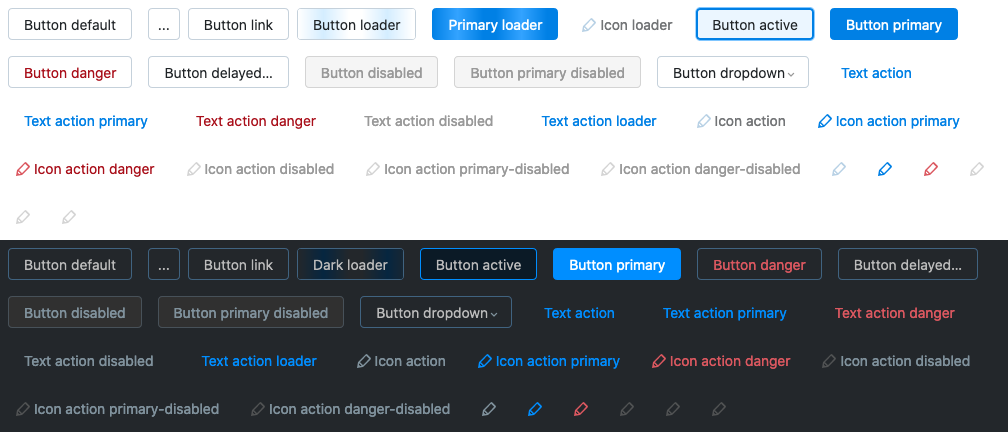 Button default ... Button link Button loader Primary loader Icon loader Button active Button primary
Button danger Button delayed... Button disabled Button primary disabled Button dropdown Text action
Text action primary Text action danger Text action disabled Text action loader Icon action Icon action primary
Icon action danger Icon action disabled Icon action primary-disabled Icon action danger-disabled
Button default ... Button link Dark loader Button active Button primary Button danger Button delayed...
Button disabled Button primary disabled Button dropdown Text action Text action primary Text action danger
Text action disabled Text action loader Icon action Icon action primary Icon action danger Icon action disabled
Icon action primary-disabled Icon action danger-disabled